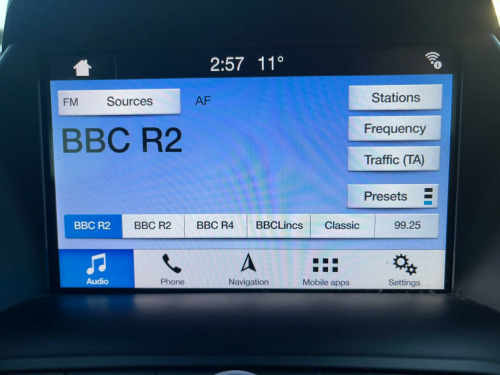 2:57 11°
FM Sources AF Stations
BBC R2
Frequency
Traffic (TA)
Presets
BBC R2 BBC R2 BBC R4 BBCLincs Classic 99.25
Audio Phone Navigation Mobile apps Settings